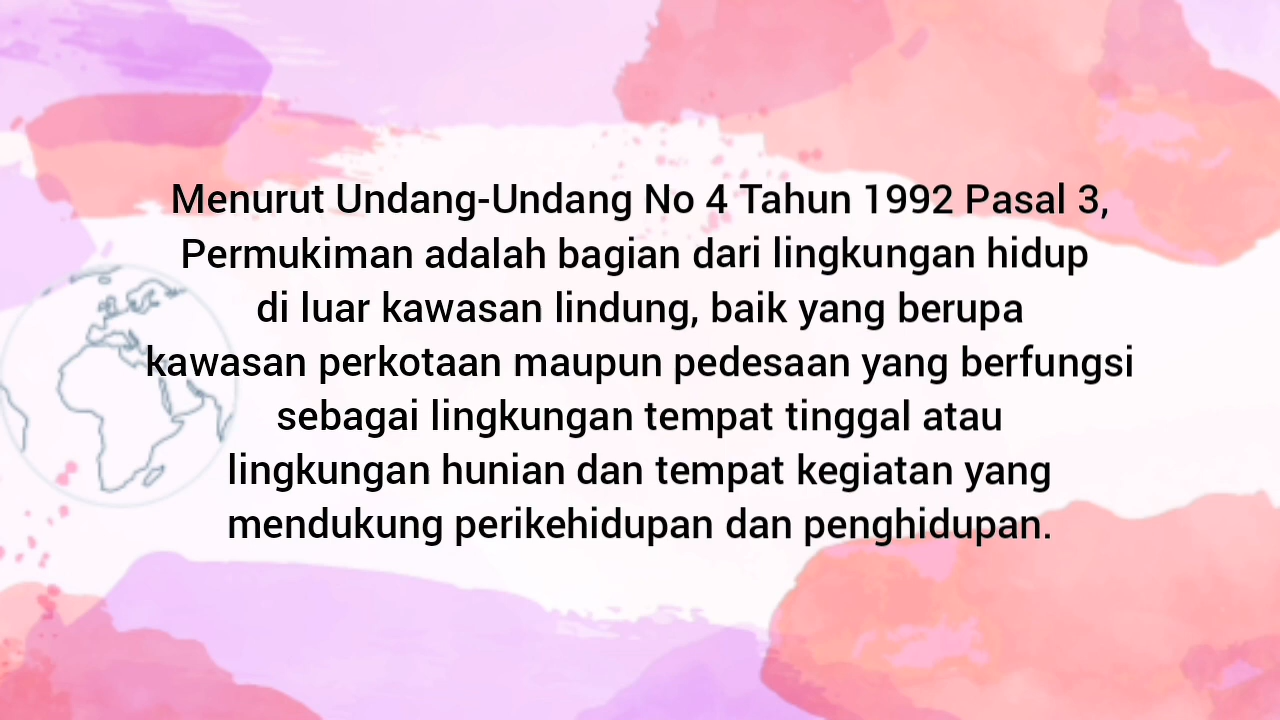 Menurut Undang-Undang No 4 Tahun 1992 Pasal 3,
Permukiman adalah bagian dari lingkungan hidup
di luar kawasan lindung, baik yang berupa
kawasan perkotaan maupun pedesaan yang berfungsi
sebagai lingkungan tempat tinggal atau
lingkungan hunian dan tempat kegiatan yang
mendukung perikehidupan dan penghidupan.